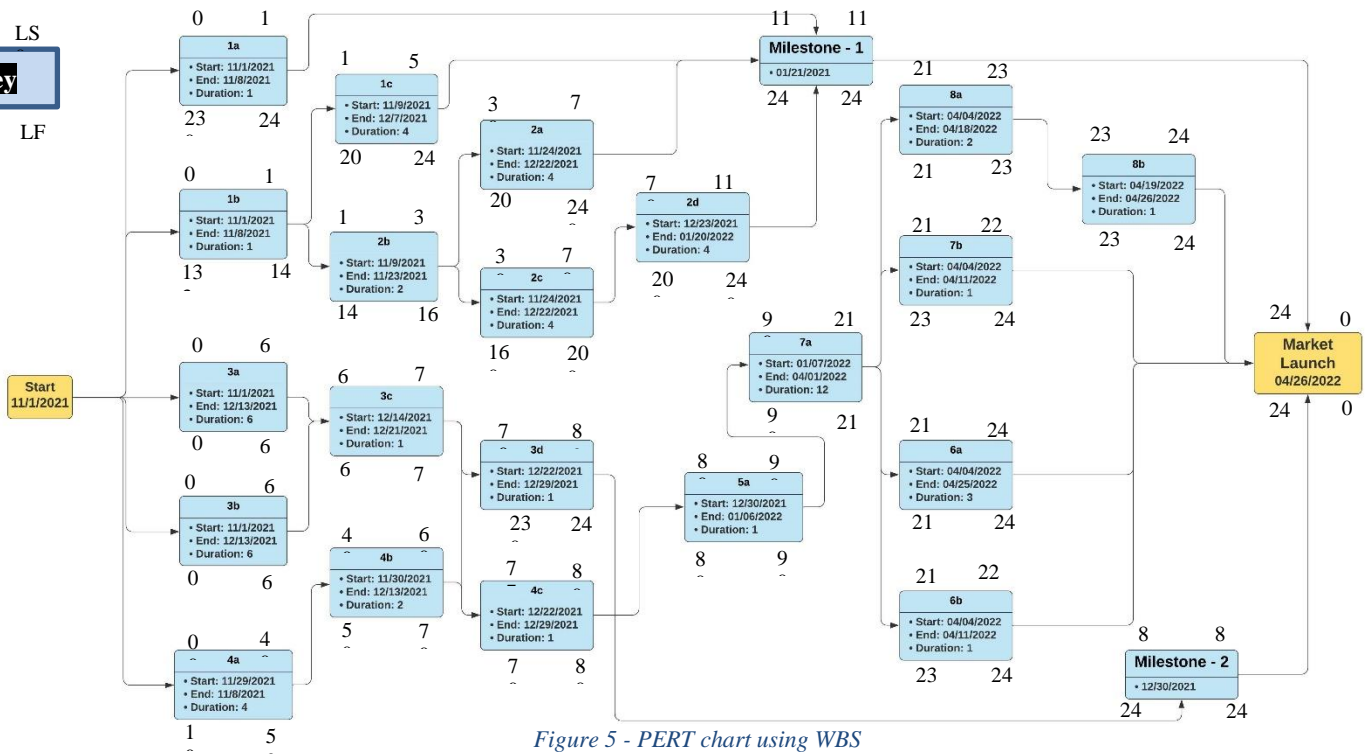 LS
ey
LF
0 1
1a
• Start: 11/1/2021
• End: 11/8/2021
• Duration: 1
23 24
0 1
1b
• Start: 11/1/2021
• End: 11/8/2021
• Duration: 1
13 14
1 5
1c
• Start: 11/9/2021
• End: 12/7/2021
• Duration: 4
20 24
1 3
2b
• Start: 11/9/2021
• End: 11/23/2021
• Duration: 2
14 16
3 7
2a
• Start: 11/24/2021
• End: 12/22/2021
• Duration: 4
20 24
3 7
2c
• Start: 11/24/2021
• End: 12/22/2021
• Duration: 4
16 20
7 11
2d
• Start: 12/23/2021
• End: 01/20/2022
• Duration: 4
20 24
11 11
Milestone - 1
• 01/21/2021
24 24
Start
11/1/2021
0 6
3a
• Start: 11/1/2021
• End: 12/13/2021
• Duration: 6
0 6
0 6
3b
• Start: 11/1/2021
• End: 12/13/2021
• Duration: 6
0 6
6 7
3c
• Start: 12/14/2021
• End: 12/21/2021
• Duration: 1
6 7
7 8
3d
• Start: 12/22/2021
• End: 12/29/2021
• Duration: 1
23 24
0 4
4a
• Start: 11/29/2021
• End: 11/8/2021
• Duration: 4
1 5
4 6
4b
• Start: 11/30/2021
• End: 12/13/2021
• Duration: 2
5 7
7 8
4c
• Start: 12/22/2021
• End: 12/29/2021
• Duration: 1
7 8
8 9
5a
• Start: 12/30/2021
• End: 01/06/2022
• Duration: 1
8 9
9 21
7a
• Start: 01/07/2022
• End: 04/01/2022
• Duration: 12
9 21
21 23
8a
• Start: 04/04/2022
• End: 04/18/2022
• Duration: 2
21 23
23 24
8b
• Start: 04/19/2022
• End: 04/26/2022
• Duration: 1
23 24
21 22
7b
• Start: 04/04/2022
• End: 04/11/2022
• Duration: 1
23 24
21 24
6a
• Start: 04/04/2022
• End: 04/25/2022
• Duration: 3
21 24
21 22
6b
• Start: 04/04/2022
• End: 04/11/2022
• Duration: 1
23 24
8 8
Milestone - 2
• 12/30/2021
24 24
24 0
Market
Launch
04/26/2022
24 0
Figure 5 - PERT chart using WBS